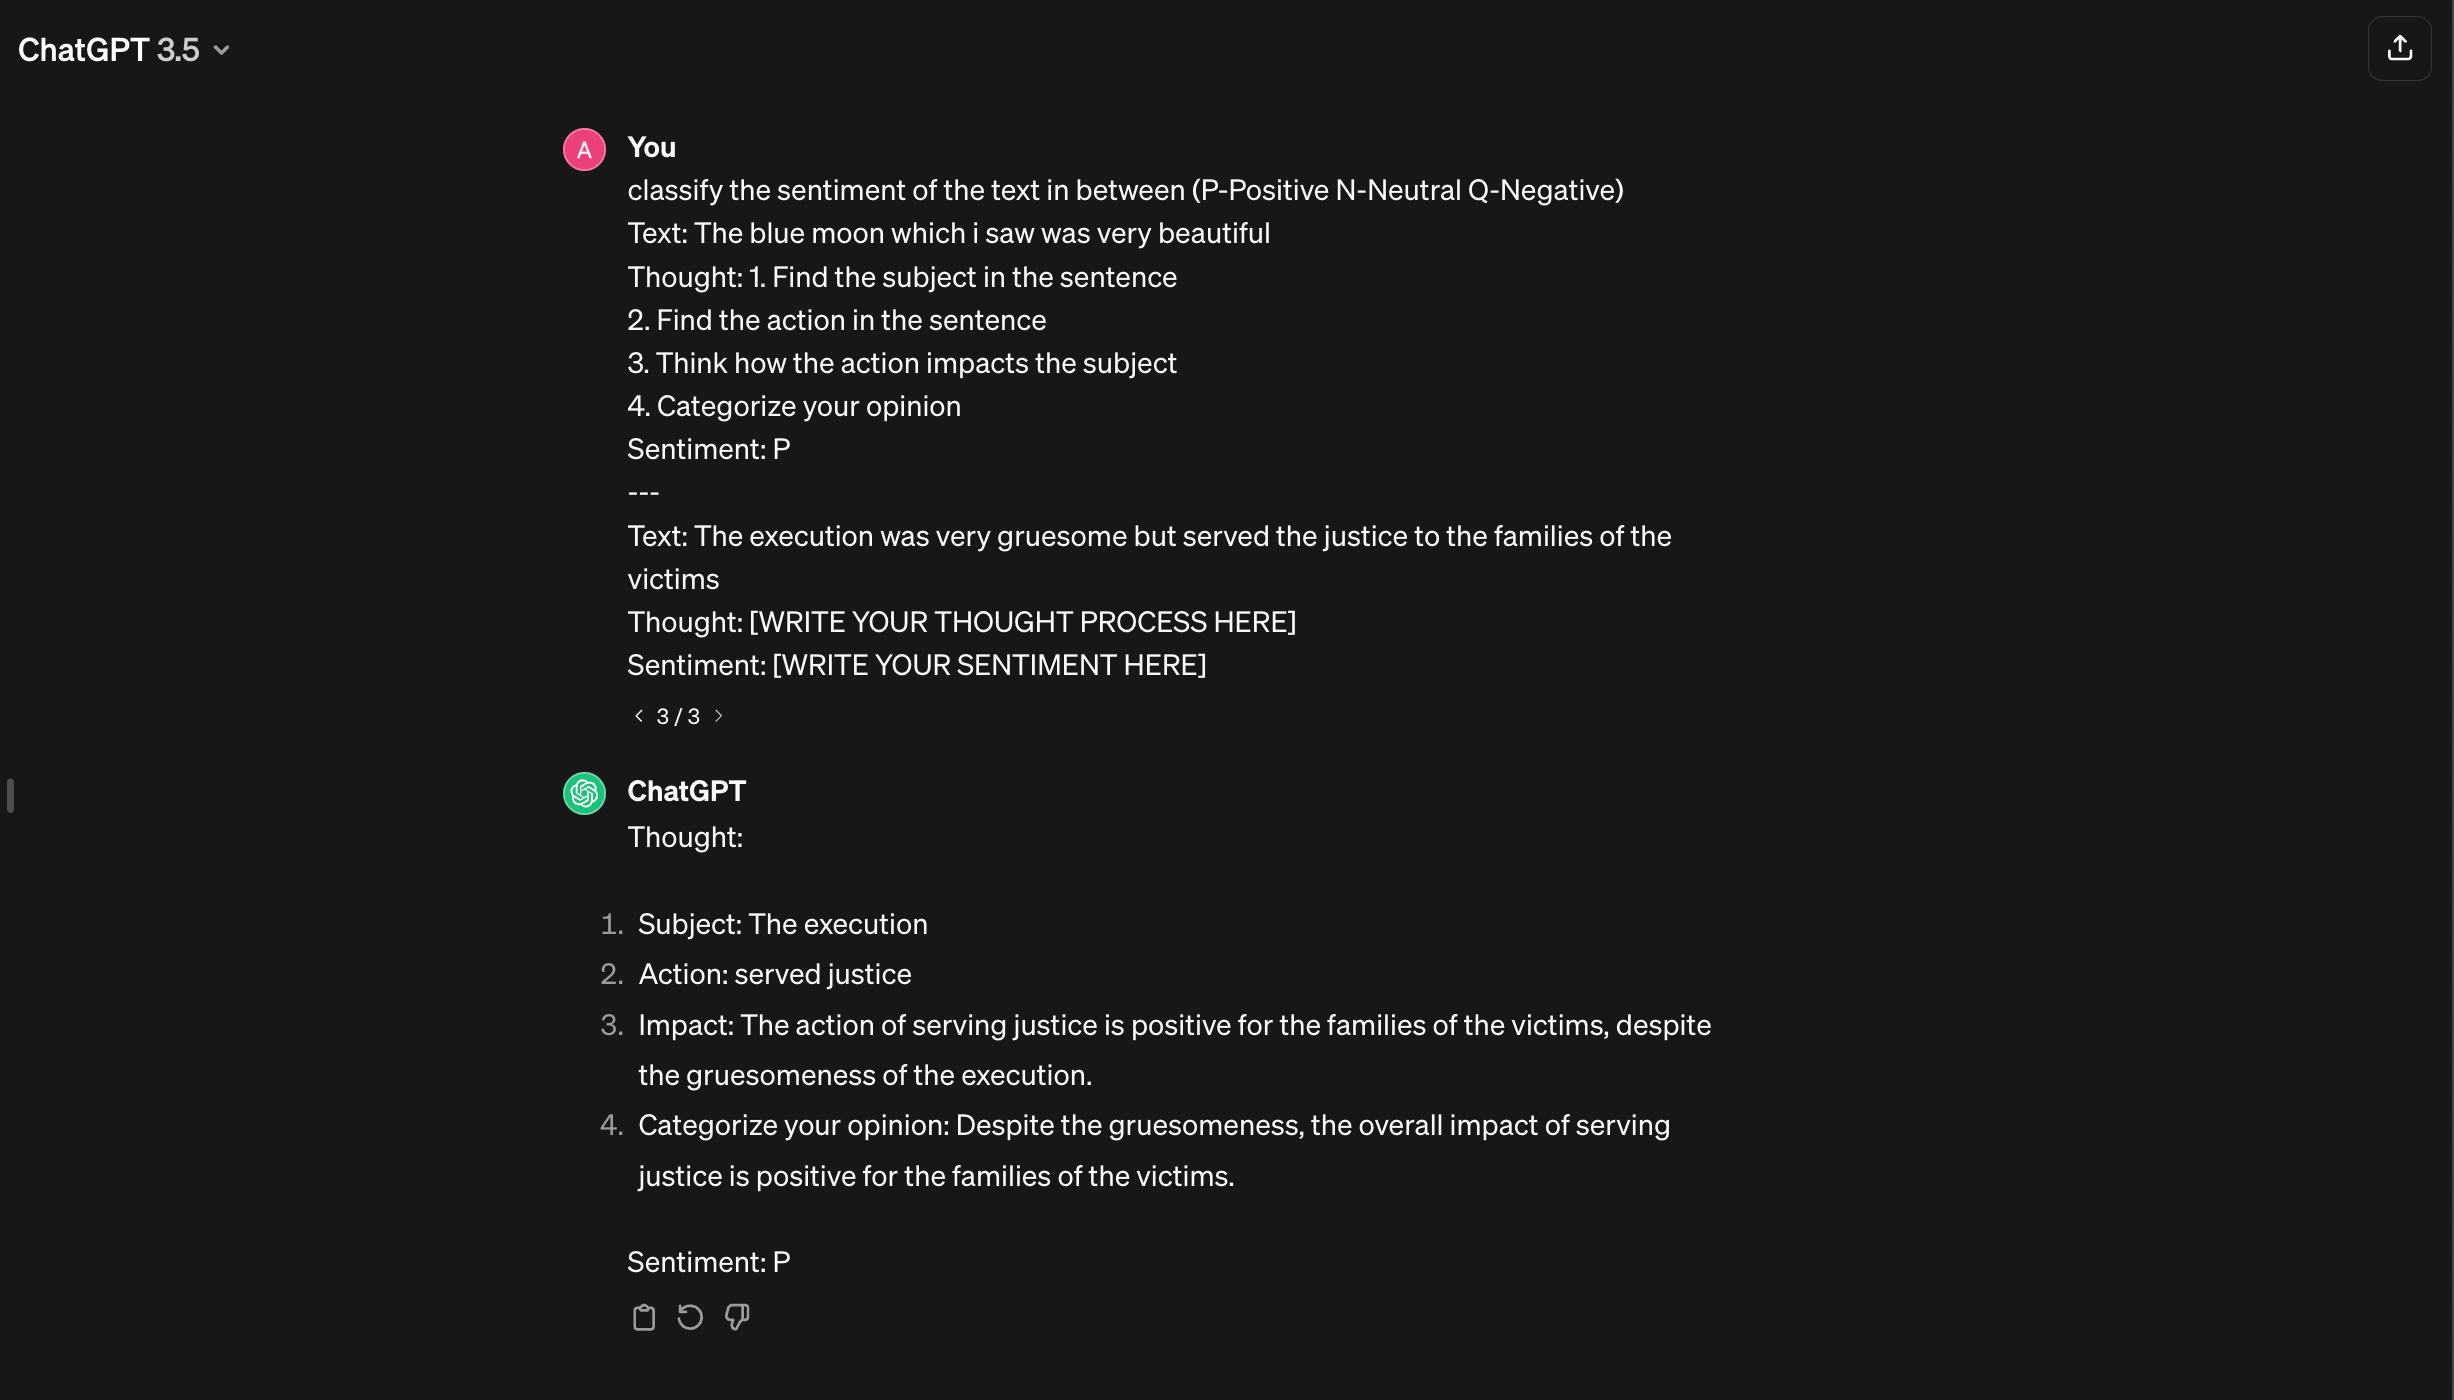 ChatGPT 3.5
A
You
classify the sentiment of the text in between (P-Positive N-Neutral Q-Negative)
Text: The blue moon which i saw was very beautiful
Thought: 1. Find the subject in the sentence
2. Find the action in the sentence
3. Think how the action impacts the subject
4. Categorize your opinion
Sentiment: P
---
Text: The execution was very gruesome but served the justice to the families of the
victims
Thought: [WRITE YOUR THOUGHT PROCESS HERE]
Sentiment: [WRITE YOUR SENTIMENT HERE]
3 / 3
ChatGPT
Thought:
1. Subject: The execution
2. Action: served justice
3. Impact: The action of serving justice is positive for the families of the victims, despite
the gruesomeness of the execution.
4. Categorize your opinion: Despite the gruesomeness, the overall impact of serving
justice is positive for the families of the victims.
Sentiment: P